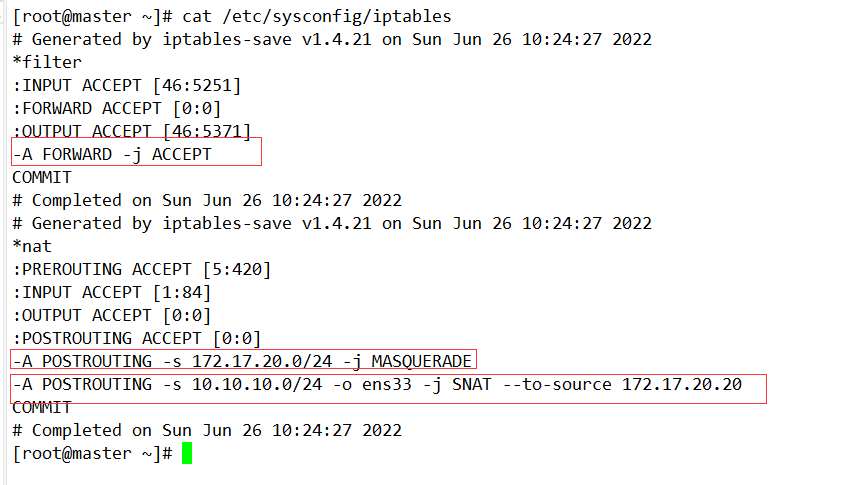 [root@master ~]# cat /etc/sysconfig/iptables
# Generated by iptables-save v1.4.21 on Sun Jun 26 10:24:27 2022
*filter
:INPUT ACCEPT [46:5251]
:FORWARD ACCEPT [0:0]
:OUTPUT ACCEPT [46:5371]
-A FORWARD -j ACCEPT
COMMIT
# Completed on Sun Jun 26 10:24:27 2022
# Generated by iptables-save v1.4.21 on Sun Jun 26 10:24:27 2022
*nat
:PREROUTING ACCEPT [5:420]
:INPUT ACCEPT [1:84]
:OUTPUT ACCEPT [0:0]
:POSTROUTING ACCEPT [0:0]
-A POSTROUTING -s 172.17.20.0/24 -j MASQUERADE
-A POSTROUTING -s 10.10.10.0/24 -o ens33 -j SNAT --to-source 172.17.20.20
COMMIT
# Completed on Sun Jun 26 10:24:27 2022
[root@master ~]#